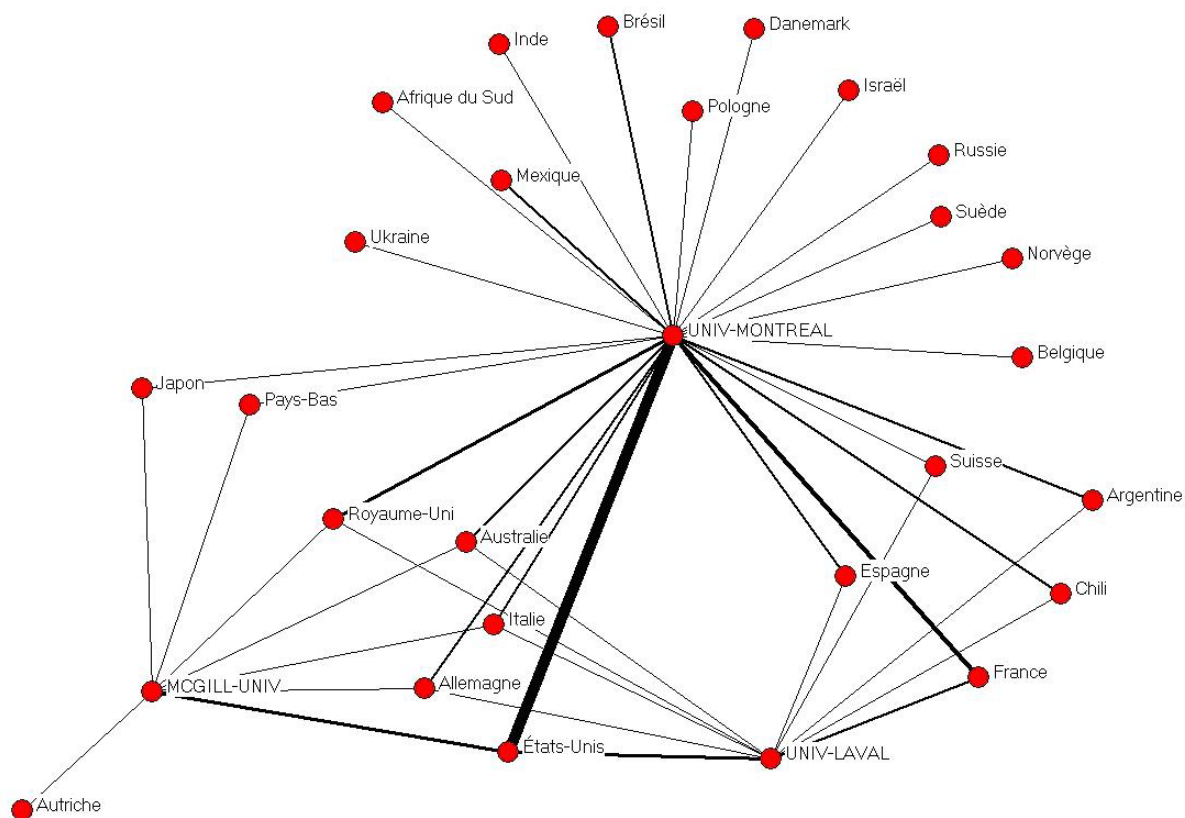 Brésil
Danemark
Inde
Israël
Afrique du Sud
Pologne
Russie
Mexique
Suède
Ukraine
Norvège
UNIV-MONTREAL
Belgique
Japon
Pays-Bas
Suisse
Argentine
Royaume-Uni
Australie
Espagne
Chili
Italie
France
MCGILL-UNIV
Allemagne
États-Unis
UNIV-LAVAL
Autriche